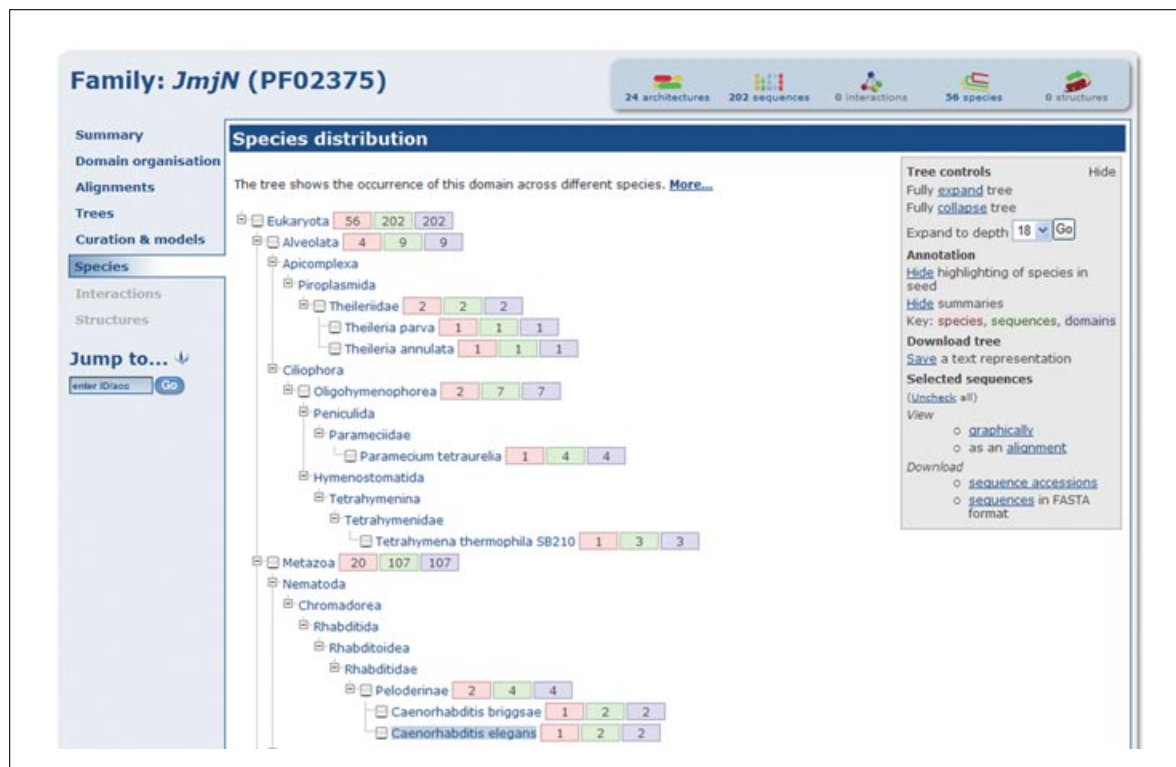 Family: JmjN (PF02375)
24 architectures 202 sequences 0 interactions 56 species 0 structures
Summary
Domain organisation
Alignments
Trees
Curation & models
Species
Interactions
Structures
Jump to...
enter ID/acc Go
Species distribution
The tree shows the occurrence of this domain across different species. More...
Eukaryota 56 202 202
Alveolata 4 9 9
Apicomplexa
Piroplasmida
Theileriidae 2 2 2
Theileria parva 1 1 1
Theileria annulata 1 1 1
Ciliophora
Oligohymenophorea 2 7 7
Peniculida
Parameciidae
Paramecium tetraurelia 1 4 4
Hymenostomatida
Tetrahymenina
Tetrahymenidae
Tetrahymena thermophila SB210 1 3 3
Metazoa 20 107 107
Nematoda
Chromadorea
Rhabditida
Rhabditoidea
Rhabditidae
Peloderinae 2 4 4
Caenorhabditis briggsae 1 2 2
Caenorhabditis elegans 1 2 2
Tree controls Hide
Fully expand tree
Fully collapse tree
Expand to depth 18 Go
Annotation
Hide highlighting of species in
seed
Hide summaries
Key: species, sequences, domains
Download tree
Save a text representation
Selected sequences
(Uncheck all)
View
graphically
as an alignment
Download
sequence accessions
sequences in FASTA
format